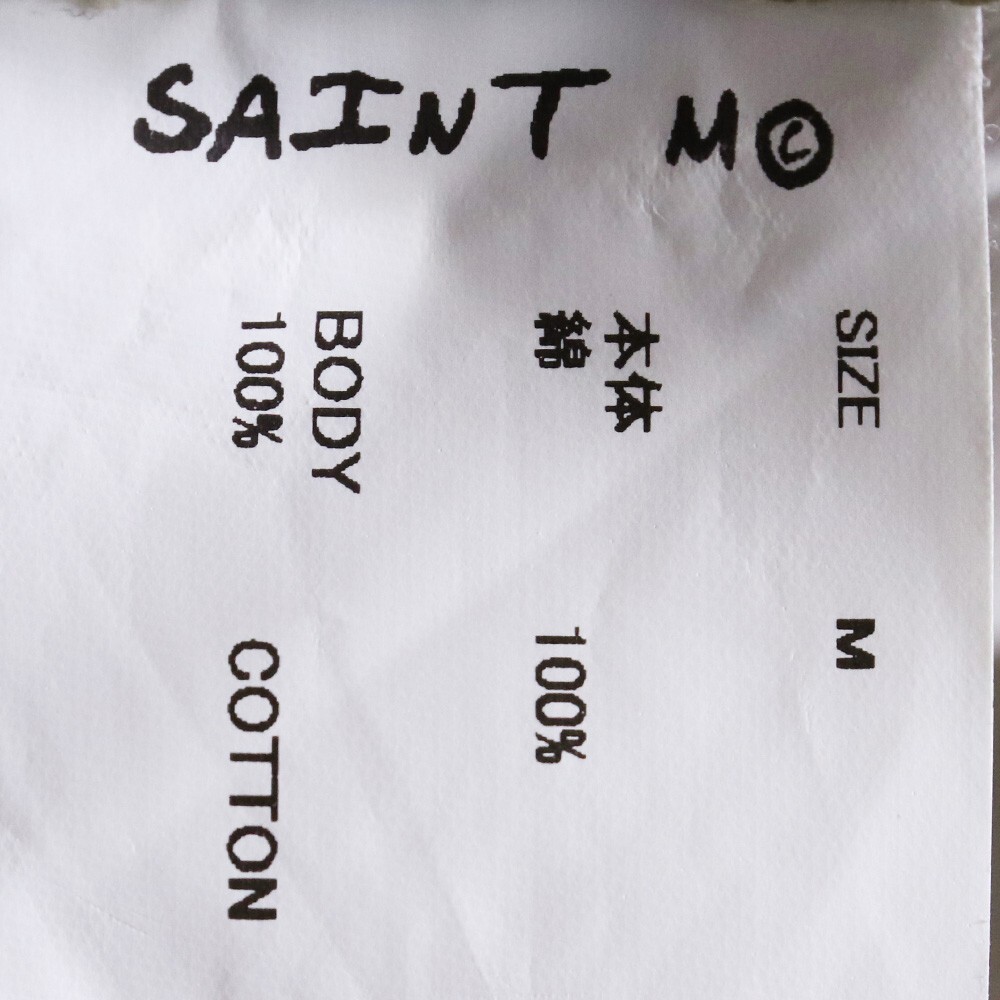 SAINT M©
SIZE M
本体
綿 100%
BODY
100% COTTON